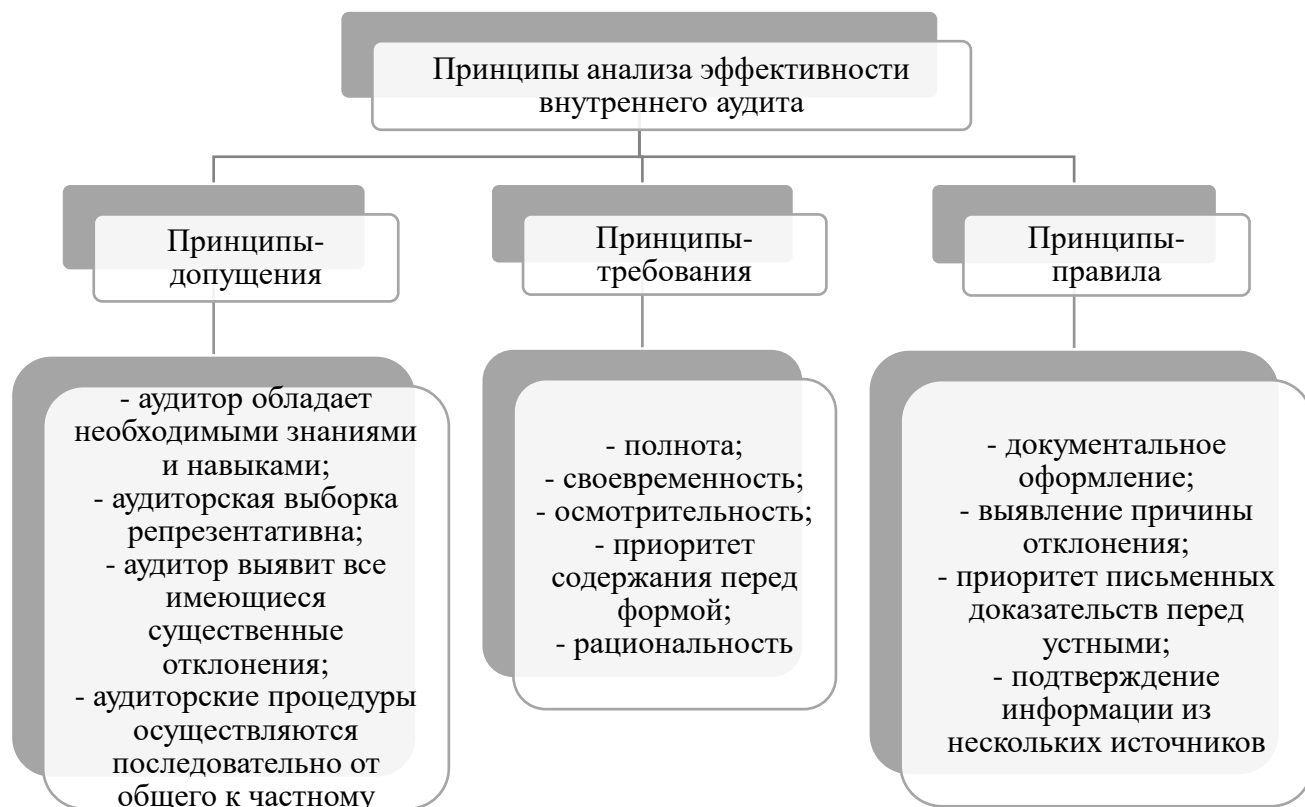 Принципы анализа эффективности
внутреннего аудита
Принципы-
допущения
Принципы-
требования
Принципы-
правила
- аудитор обладает
необходимыми знаниями
и навыками;
- аудиторская выборка
репрезентативна;
- аудитор выявит все
имеющиеся
существенные
отклонения;
- аудиторские процедуры
осуществляются
последовательно от
общего к частному
- полнота;
- своевременность;
- осмотрительность;
- приоритет
содержания перед
формой;
- рациональность
- документальное
оформление;
- выявление причины
отклонения;
- приоритет письменных
доказательств перед
устными;
- подтверждение
информации из
нескольких источников